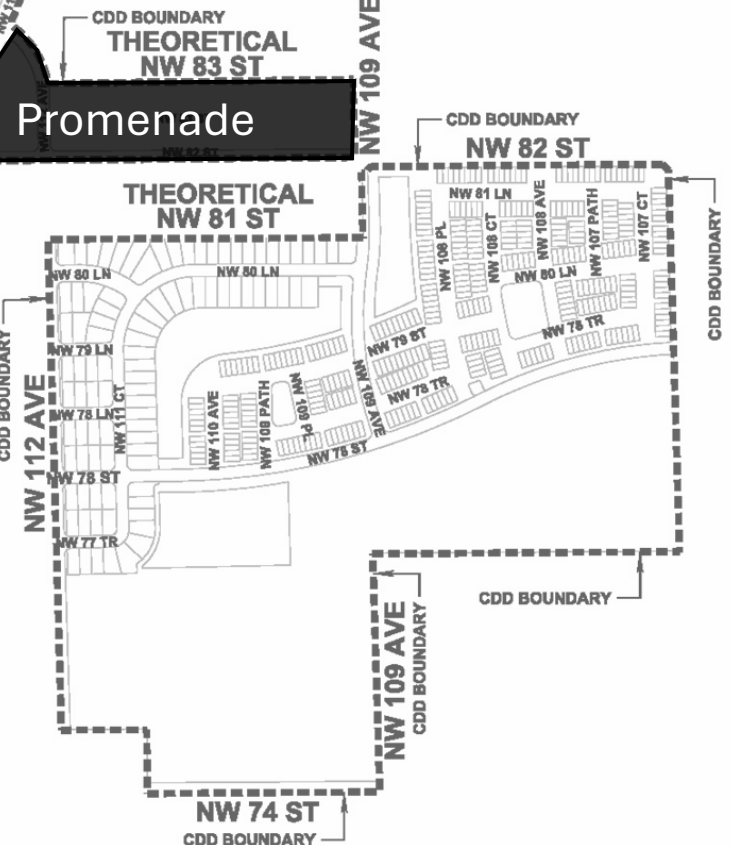 CDD BOUNDARY
THEORETICAL
NW 83 ST
NW 109 AVE
Promenade
CDD BOUNDARY
NW 82 ST
THEORETICAL
NW 81 ST
NW 81 LN
NW 108 PL
NW 108 CT
NW 108 AVE
NW 107 PATH
NW 107 CT
CDD BOUNDARY
NW 80 LN
NW 80 LN
NW 80 LN
CDD BOUNDARY
NW 112 AVE
NW 79 LN
NW 79 ST
NW 78 TR
NW 78 LN
NW 111 CT
NW 110 AVE
NW 109 PATH
NW 109 PL
NW 109 AVE
NW 78 TR
NW 78 ST
NW 78 ST
NW 77 TR
CDD BOUNDARY
NW 109 AVE
CDD BOUNDARY
NW 74 ST
CDD BOUNDARY